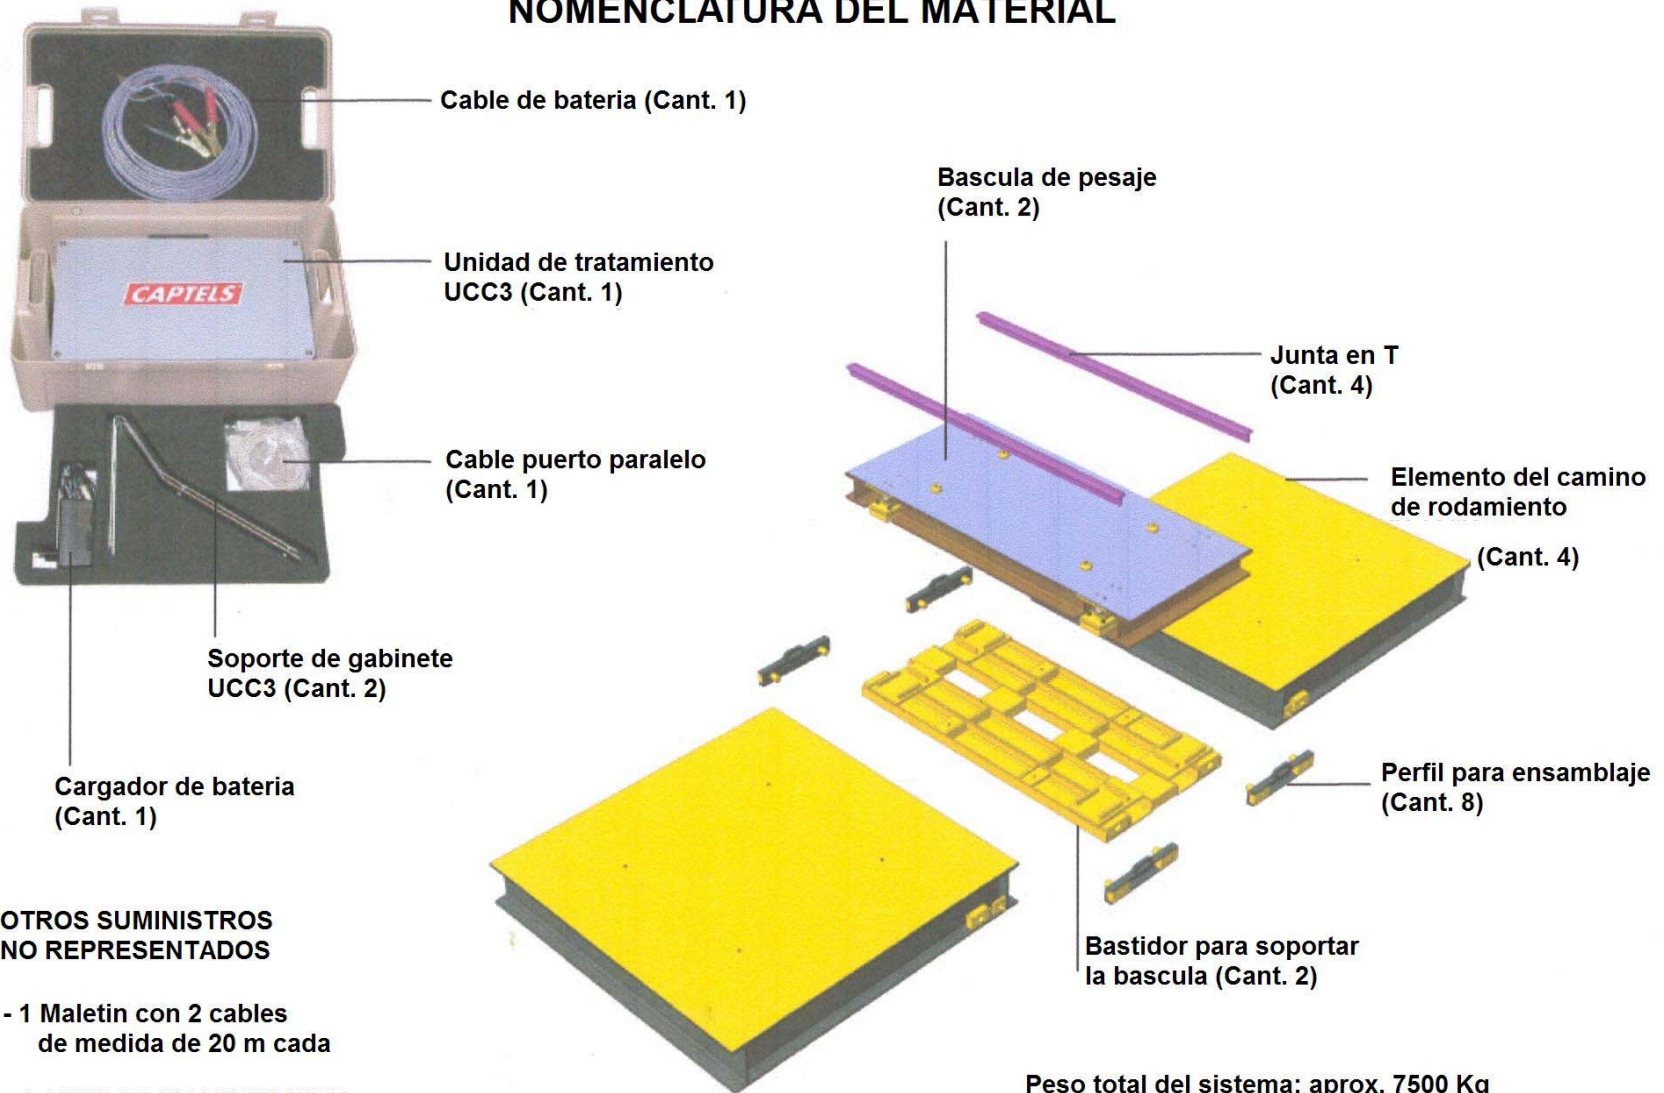 NOMENCLATURA DEL MATERIAL
Cable de bateria (Cant. 1)
Bascula de pesaje
(Cant. 2)
Unidad de tratamiento
UCC3 (Cant. 1)
CAPTELS
Junta en T
(Cant. 4)
Cable puerto paralelo
(Cant. 1)
Elemento del camino
de rodamiento
(Cant. 4)
Soporte de gabinete
UCC3 (Cant. 2)
Cargador de bateria
(Cant. 1)
Perfil para ensamblaje
(Cant. 8)
Bastidor para soportar
la bascula (Cant. 2)
OTROS SUMINISTROS
NO REPRESENTADOS
- 1 Maletin con 2 cables
de medida de 20 m cada
Peso total del sistema: aprox. 7500 Kg